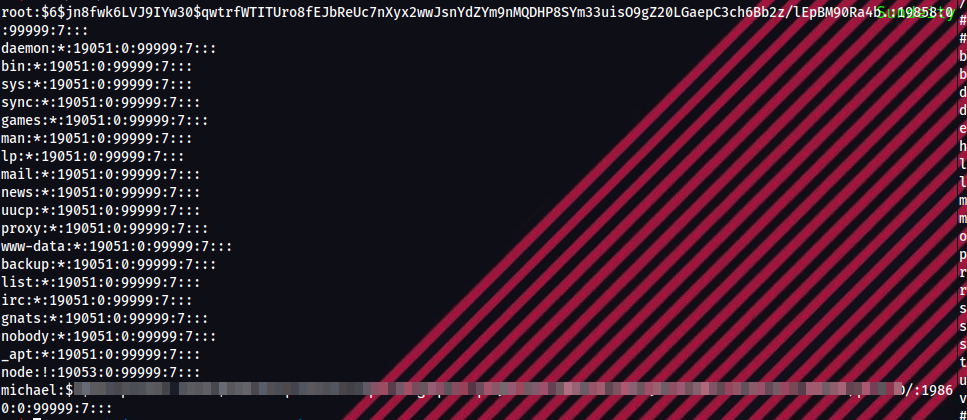 root:$6$jn8fwk6LVJ9IYw30$qwtrfWTITUro8fEJbReUc7nXyx2wwJsnYdZYm9nMQDHP8SYm33uisO9gZ20LGaepC3ch6Bb2z/lEpBM90Ra4b.:19858:0
:99999:7:::
daemon:*:19051:0:99999:7:::
bin:*:19051:0:99999:7:::
sys:*:19051:0:99999:7:::
sync:*:19051:0:99999:7:::
games:*:19051:0:99999:7:::
man:*:19051:0:99999:7:::
lp:*:19051:0:99999:7:::
mail:*:19051:0:99999:7:::
news:*:19051:0:99999:7:::
uucp:*:19051:0:99999:7:::
proxy:*:19051:0:99999:7:::
www-data:*:19051:0:99999:7:::
backup:*:19051:0:99999:7:::
list:*:19051:0:99999:7:::
irc:*:19051:0:99999:7:::
gnats:*:19051:0:99999:7:::
nobody:*:19051:0:99999:7:::
_apt:*:19051:0:99999:7:::
node:!:19053:0:99999:7:::
michael:$ 0/:1986
0:0:99999:7:::